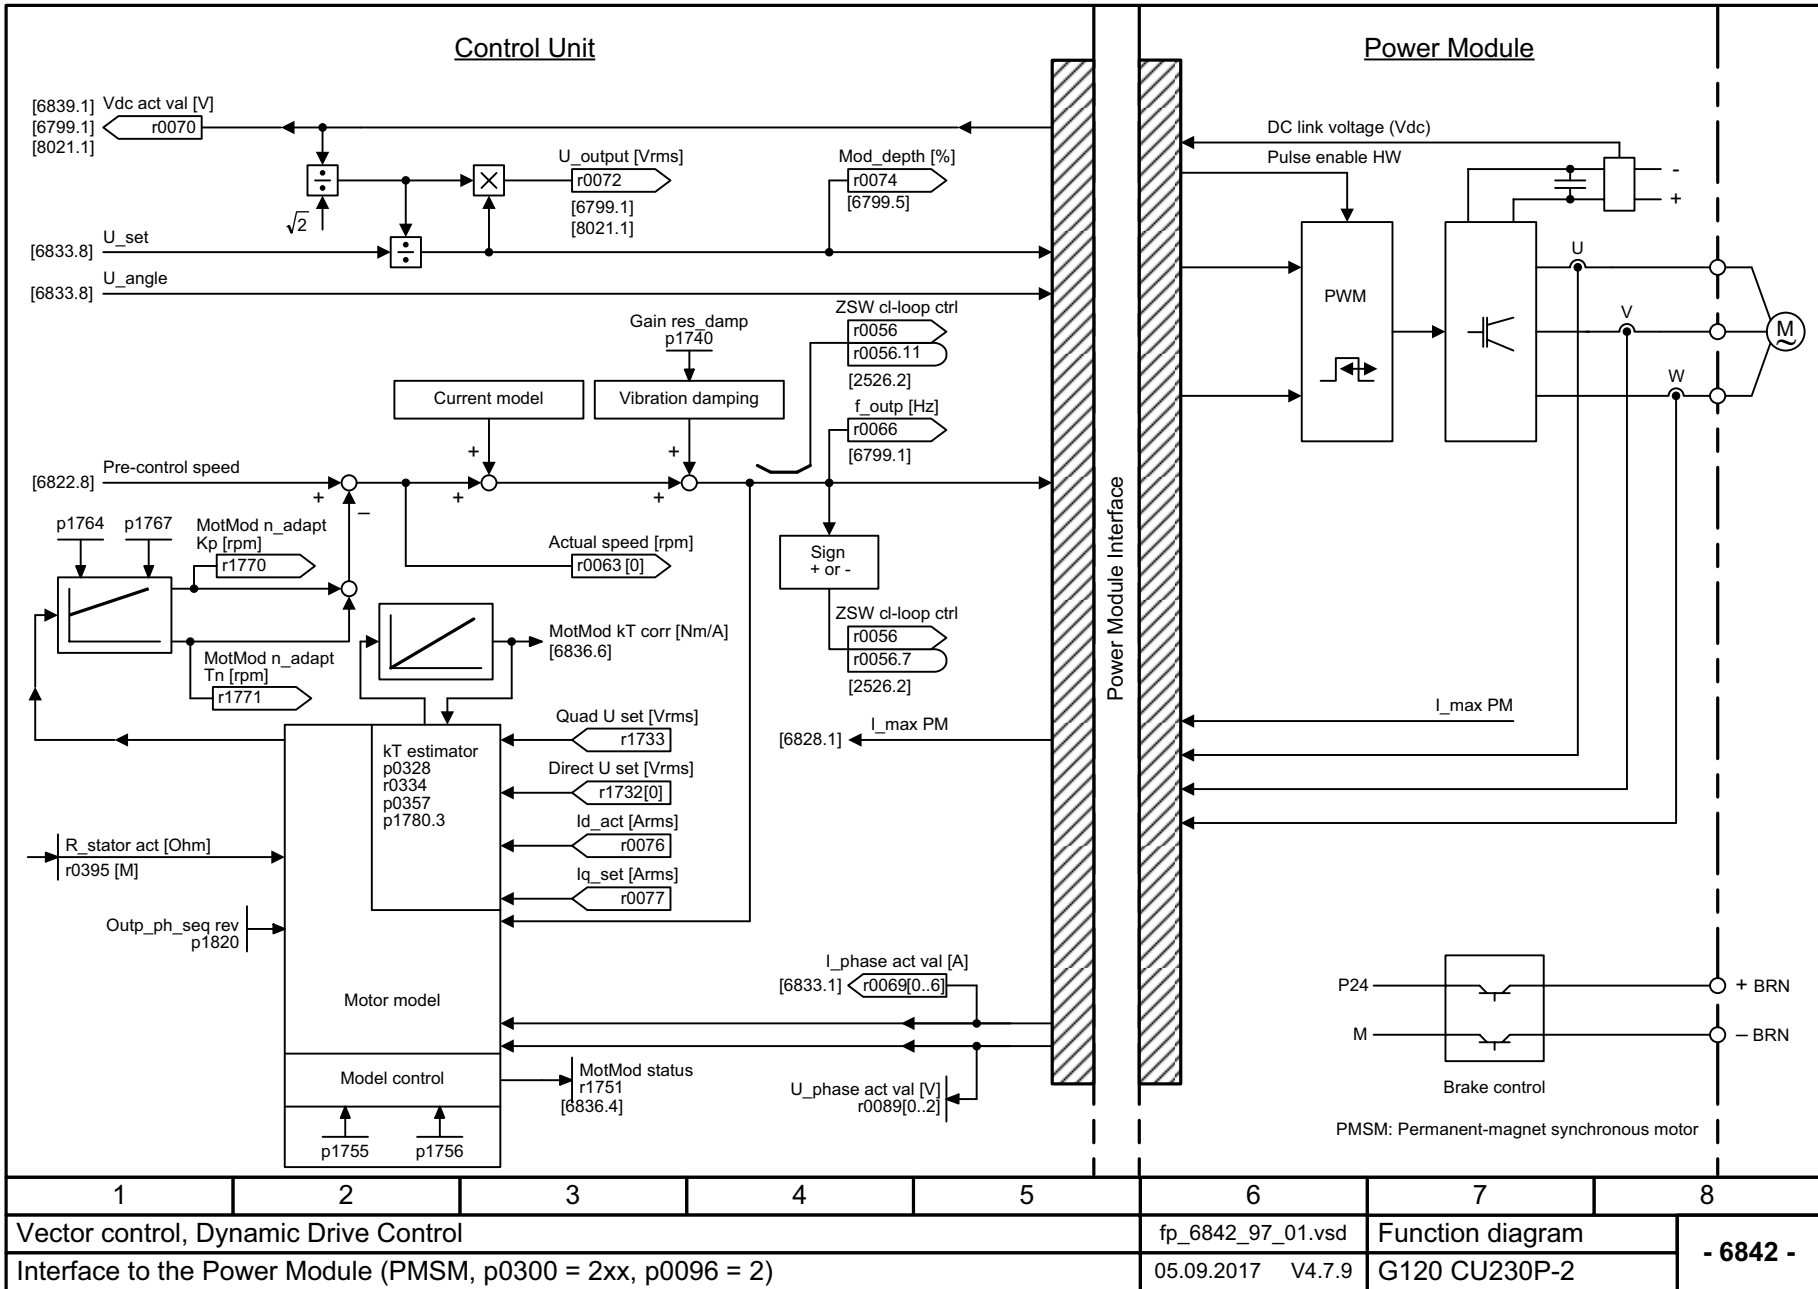 Control Unit
Power Module
[6839.1]
[6799.1]
[8021.1]
Vdc act val [V]
r0070
÷
√2
×
U_output [Vrms]
r0072
[6799.1]
[8021.1]
Mod_depth [%]
r0074
[6799.5]
[6833.8]
U_set
÷
[6833.8]
U_angle
Gain res_damp
p1740
Current model
Vibration damping
ZSW cl-loop ctrl
r0056
r0056.11
[2526.2]
f_outp [Hz]
r0066
[6799.1]
[6822.8]
Pre-control speed
+
–
+
+
+
+
p1764
p1767
MotMod n_adapt
Kp [rpm]
r1770
MotMod n_adapt
Tn [rpm]
r1771
Actual speed [rpm]
r0063 [0]
Sign
+ or -
ZSW cl-loop ctrl
r0056
r0056.7
[2526.2]
MotMod kT corr [Nm/A]
[6836.6]
kT estimator
p0328
r0334
p0357
p1780.3
Quad U set [Vrms]
r1733
Direct U set [Vrms]
r1732[0]
Id_act [Arms]
r0076
Iq_set [Arms]
r0077
[6828.1]
I_max PM
R_stator act [Ohm]
r0395 [M]
Outp_ph_seq rev
p1820
Motor model
Model control
p1755
p1756
MotMod status
r1751
[6836.4]
I_phase act val [A]
[6833.1]
r0069[0..6]
U_phase act val [V]
r0089[0..2]
Power Module Interface
DC link voltage (Vdc)
Pulse enable HW
-
+
PWM
U
V
W
M
~
I_max PM
P24
M
+ BRN
– BRN
Brake control
PMSM: Permanent-magnet synchronous motor
1 2 3 4 5 6 7 8
Vector control, Dynamic Drive Control
Interface to the Power Module (PMSM, p0300 = 2xx, p0096 = 2)
fp_6842_97_01.vsd
05.09.2017 V4.7.9
Function diagram
G120 CU230P-2
- 6842 -